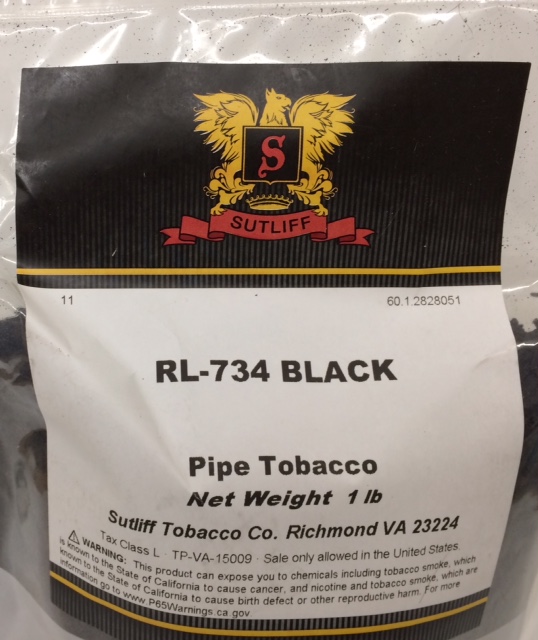 S
SUTLIFF
11 60.1.2828051
RL-734 BLACK
Pipe Tobacco
Net Weight 1 lb
Sutliff Tobacco Co. Richmond VA 23224
Tax Class L · TP-VA-15009 · Sale only allowed in the United States.
⚠ WARNING: This product can expose you to chemicals including tobacco smoke, which
is known to the State of California to cause cancer, and nicotine and tobacco smoke, which are
known to the State of California to cause birth defect or other reproductive harm. For more
information go to www.P65Warnings.ca.gov